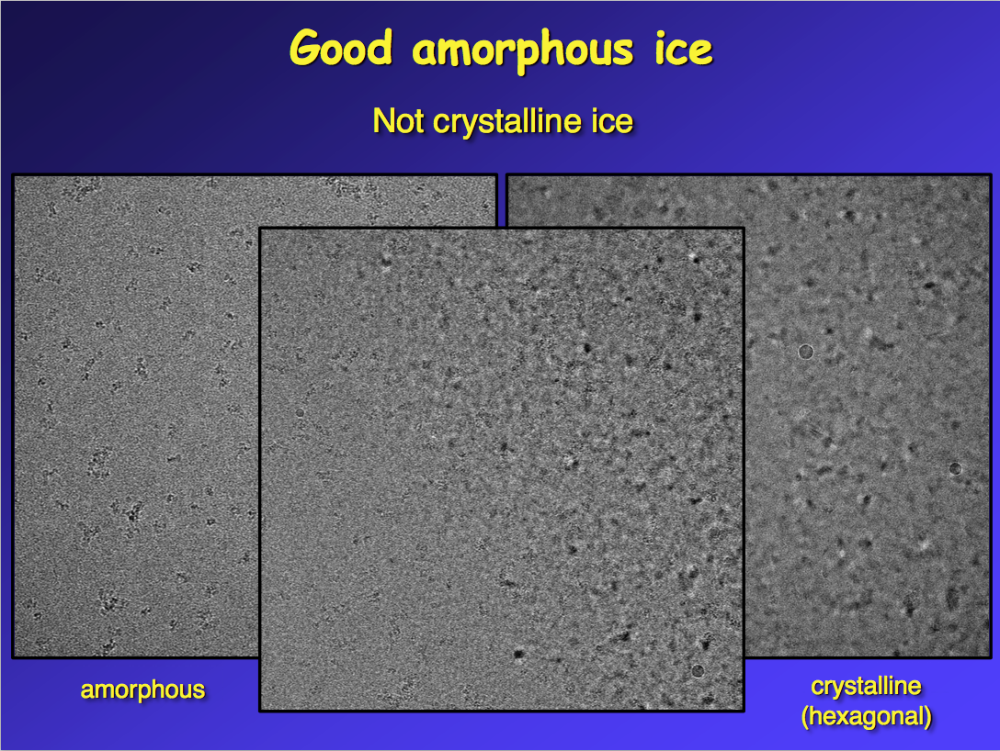 Good amorphous ice
Not crystalline ice
amorphous
crystalline
(hexagonal)